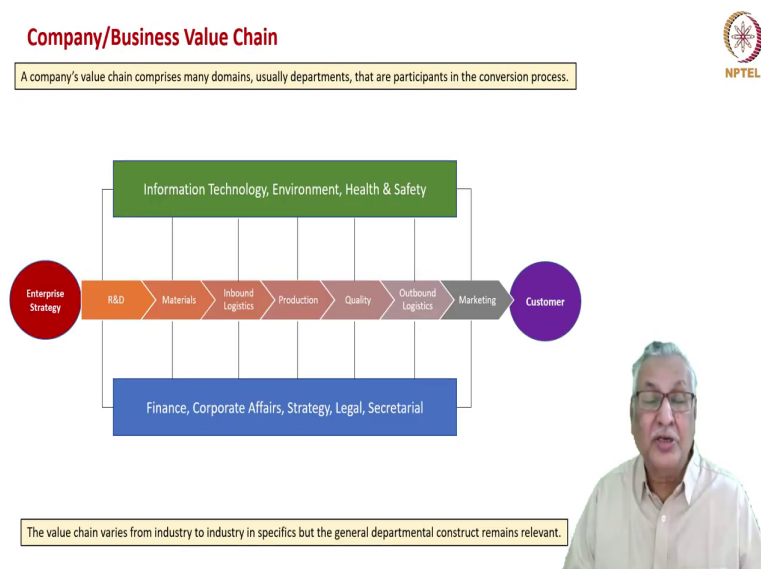 Company/Business Value Chain
NPTEL
A company's value chain comprises many domains, usually departments, that are participants in the conversion process.
Information Technology, Environment, Health & Safety
Enterprise
Strategy
R&D
Materials
Inbound
Logistics
Production
Quality
Outbound
Logistics
Marketing
Customer
Finance, Corporate Affairs, Strategy, Legal, Secretarial
The value chain varies from industry to industry in specifics but the general departmental construct remains relevant.